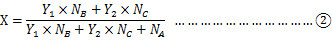 X = (Y₁ × N_B + Y₂ × N_C) / (Y₁ × N_B + Y₂ × N_C + N_A) ……………………………②